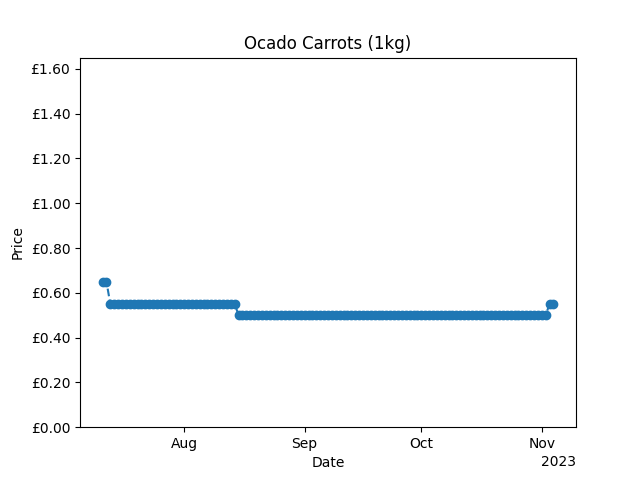 Ocado Carrots (1kg)
£1.60
£1.40
£1.20
£1.00
£0.80
£0.60
£0.40
£0.20
£0.00
Price
Aug Sep Oct Nov
Date
2023